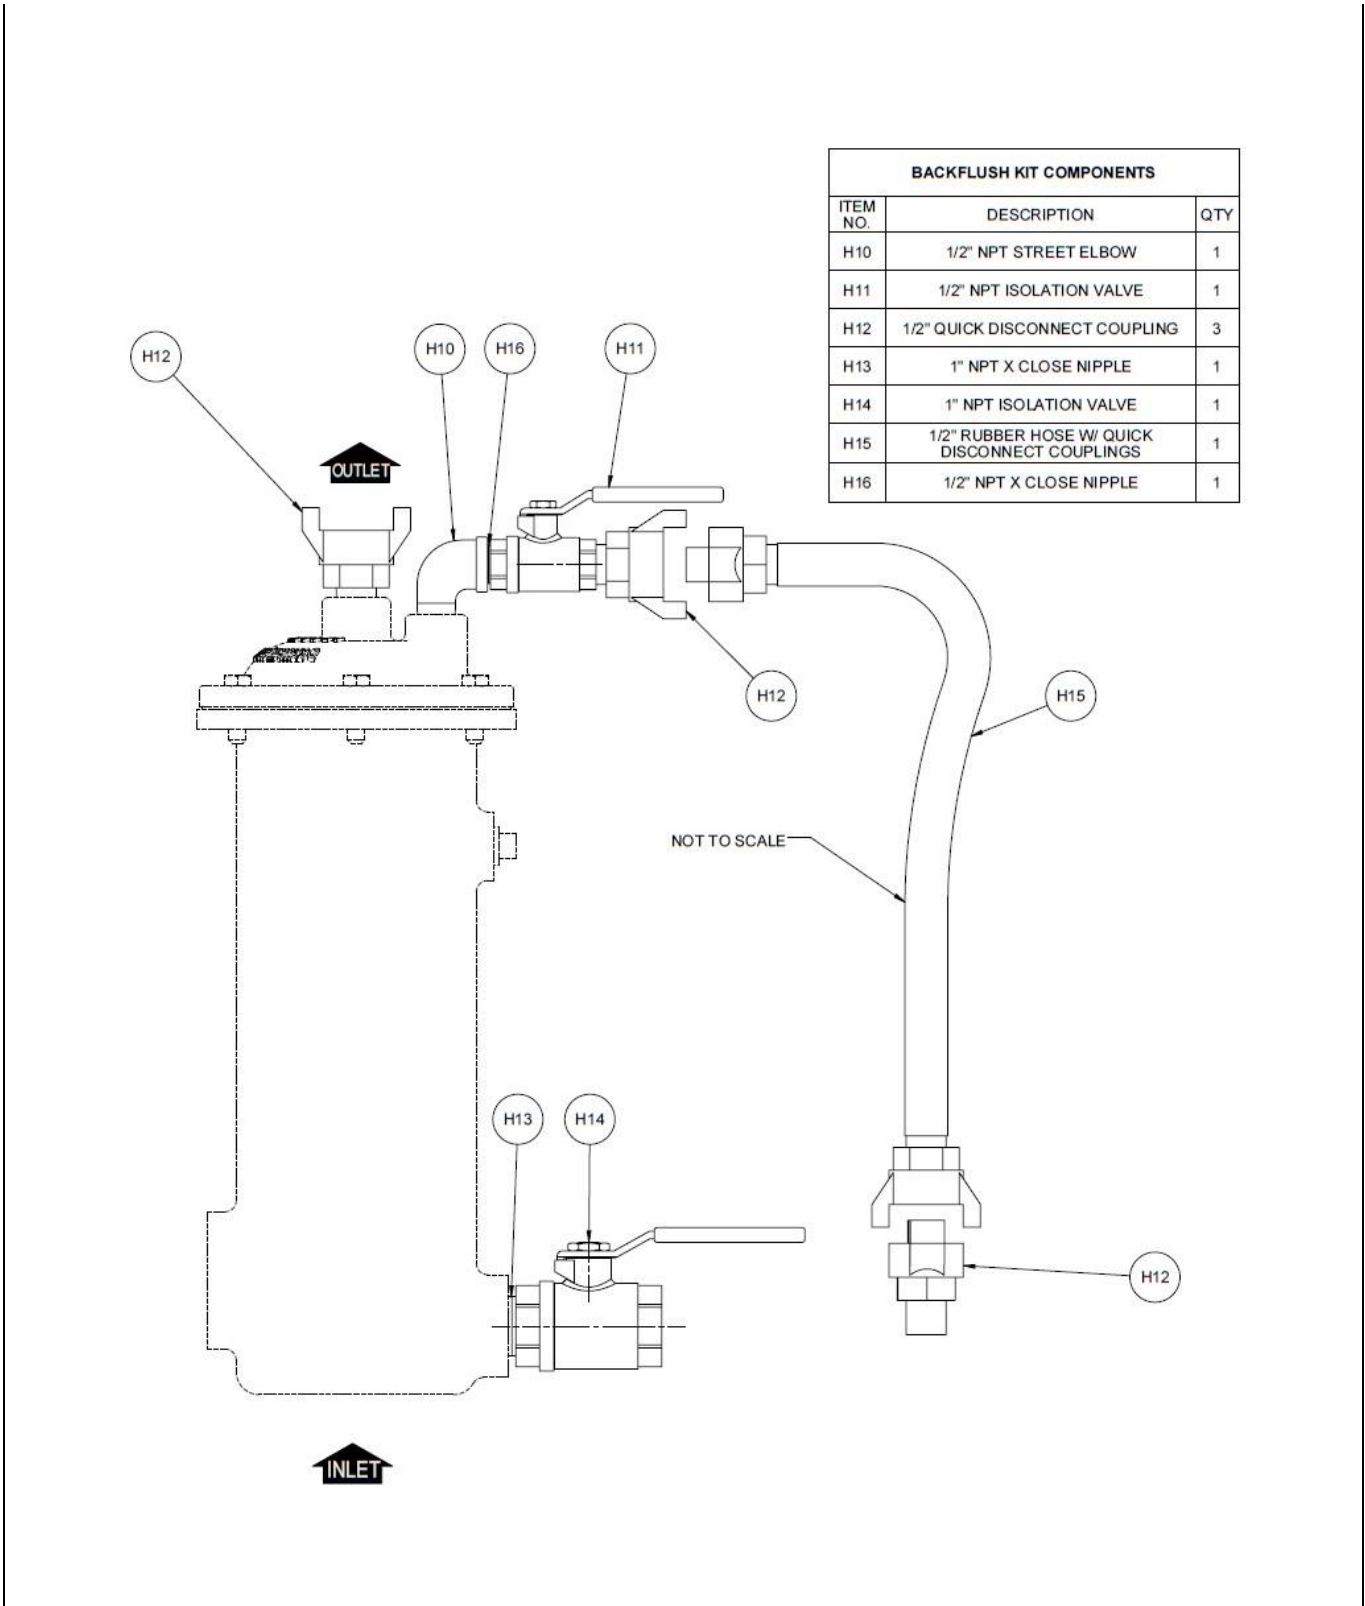 BACKFLUSH KIT COMPONENTS
ITEM NO. DESCRIPTION QTY
H10 1/2" NPT STREET ELBOW 1
H11 1/2" NPT ISOLATION VALVE 1
H12 1/2" QUICK DISCONNECT COUPLING 3
H13 1" NPT X CLOSE NIPPLE 1
H14 1" NPT ISOLATION VALVE 1
H15 1/2" RUBBER HOSE W/ QUICK DISCONNECT COUPLINGS 1
H16 1/2" NPT X CLOSE NIPPLE 1
H12
H10
H16
H11
OUTLET
H12
H15
NOT TO SCALE
H13
H14
H12
INLET